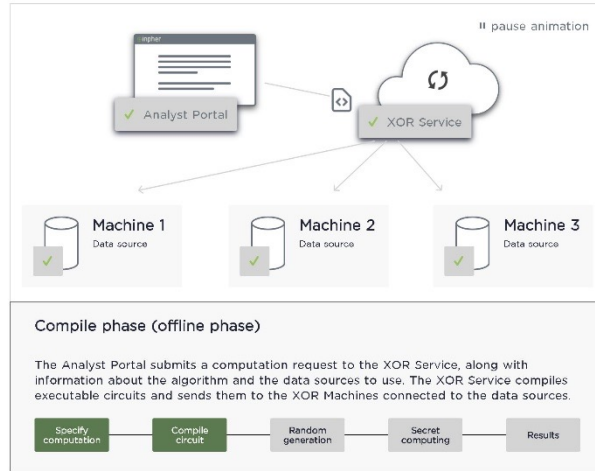 II pause animation
inpher
Analyst Portal
XOR Service
Machine 1
Data source
Machine 2
Data source
Machine 3
Data source
Compile phase (offline phase)
The Analyst Portal submits a computation request to the XOR Service, along with
information about the algorithm and the data sources to use. The XOR Service compiles
executable circuits and sends them to the XOR Machines connected to the data sources.
Specify
computation
Compile
circuit
Random
generation
Secret
computing
Results